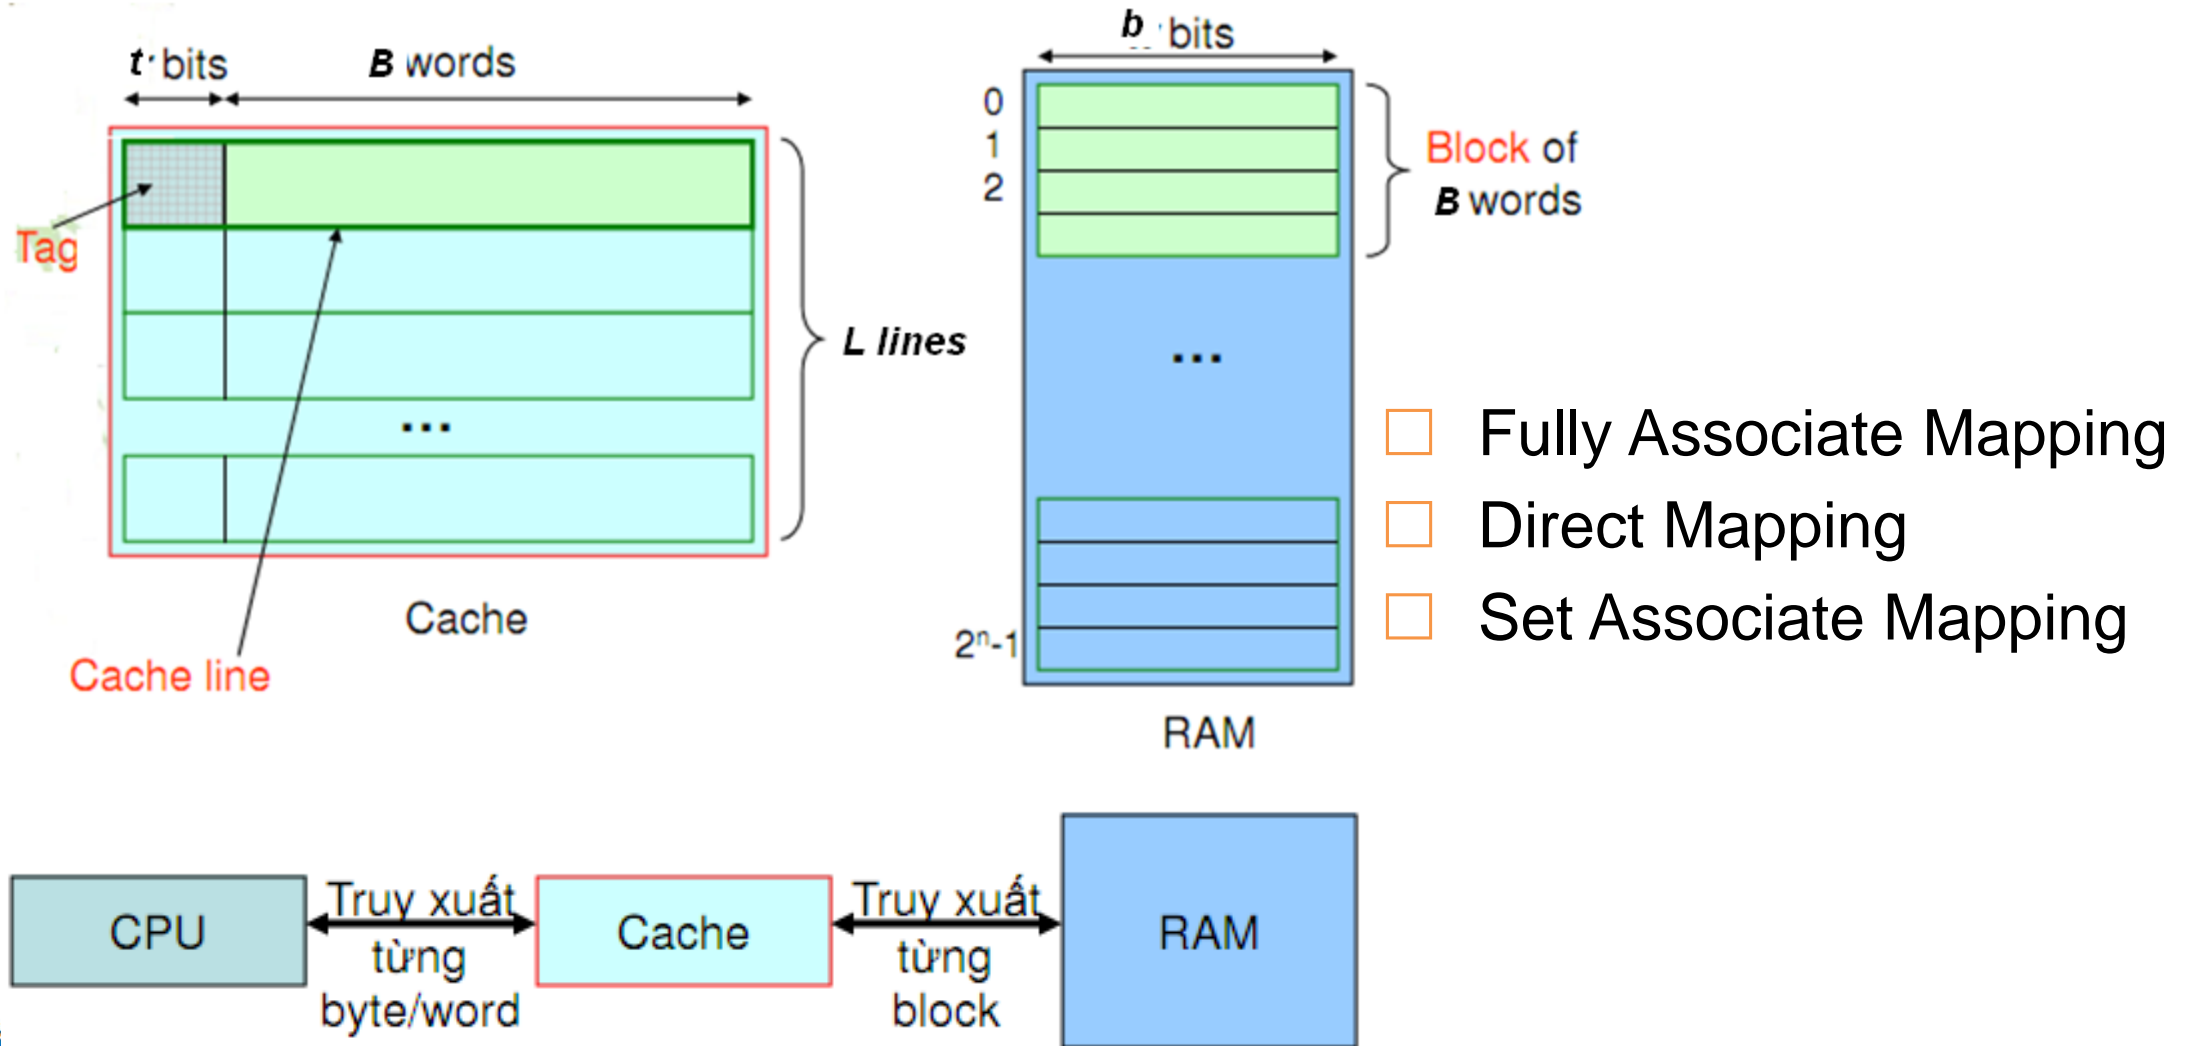 t bits
B words
Tag
L lines
...
Cache
Cache line
b bits
0
1
2
Block of
B words
...
2ⁿ-1
RAM
Fully Associate Mapping
Direct Mapping
Set Associate Mapping
CPU
Truy xuất
từng
byte/word
Cache
Truy xuất
từng
block
RAM